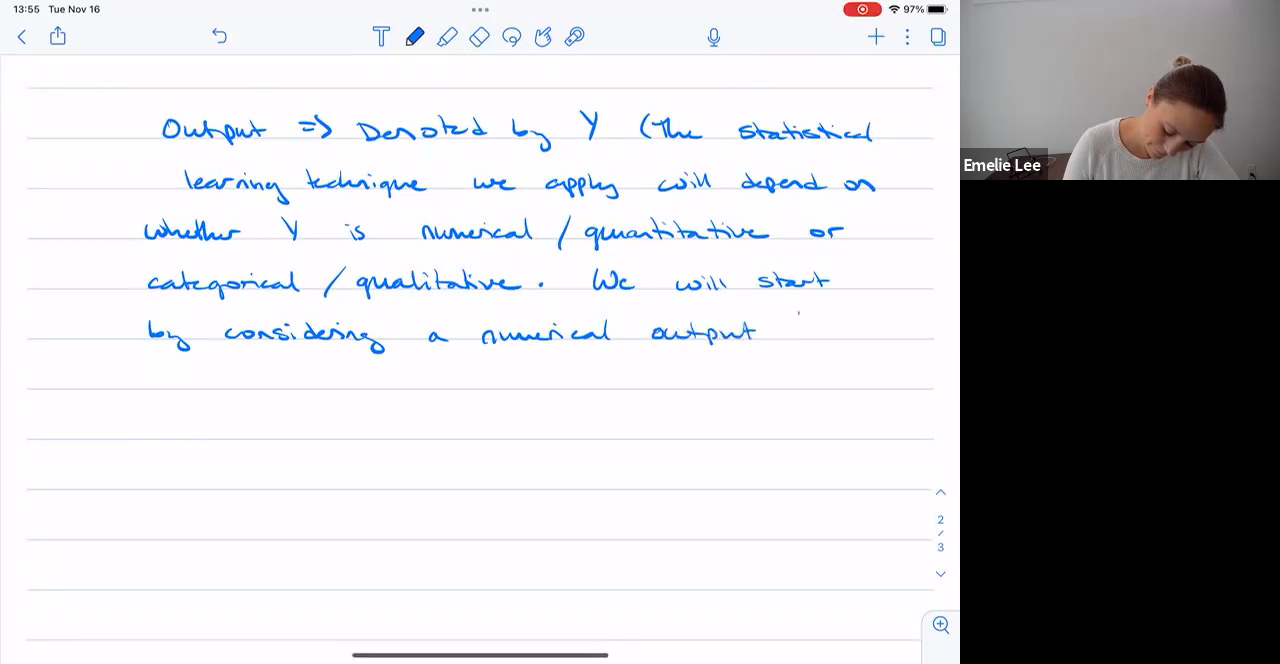 13:55 Tue Nov 16
97%
T
Output => Denoted by Y (The statistical
learning technique we apply will depend on
whether Y is numerical / quantitative or
categorical / qualitative. We will start
by considering a numerical output
Emelie Lee
2
/
3